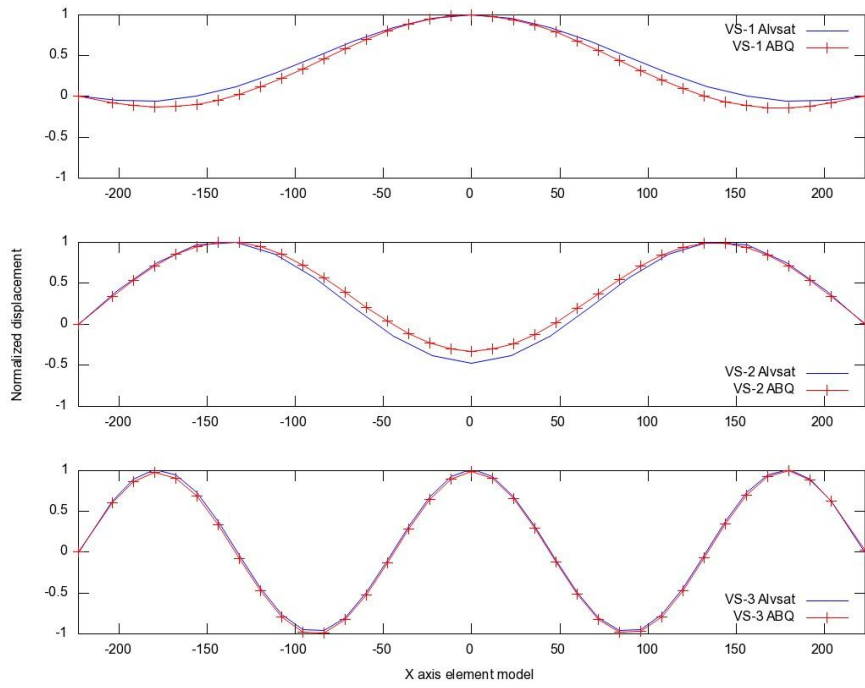 1
0.5
0
-0.5
-1
VS-1 Alvsat
VS-1 ABQ
-200 -150 -100 -50 0 50 100 150 200
Normalized displacement
1
0.5
0
-0.5
-1
VS-2 Alvsat
VS-2 ABQ
-200 -150 -100 -50 0 50 100 150 200
1
0.5
0
-0.5
-1
VS-3 Alvsat
VS-3 ABQ
-200 -150 -100 -50 0 50 100 150 200
X axis element model